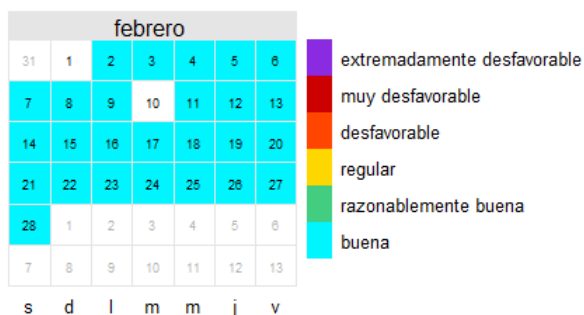 febrero
31 1 2 3 4 5 6
7 8 9 10 11 12 13
14 15 16 17 18 19 20
21 22 23 24 25 26 27
28 1 2 3 4 5 6
7 8 9 10 11 12 13
s d l m m j v
extremadamente desfavorable
muy desfavorable
desfavorable
regular
razonablemente buena
buena